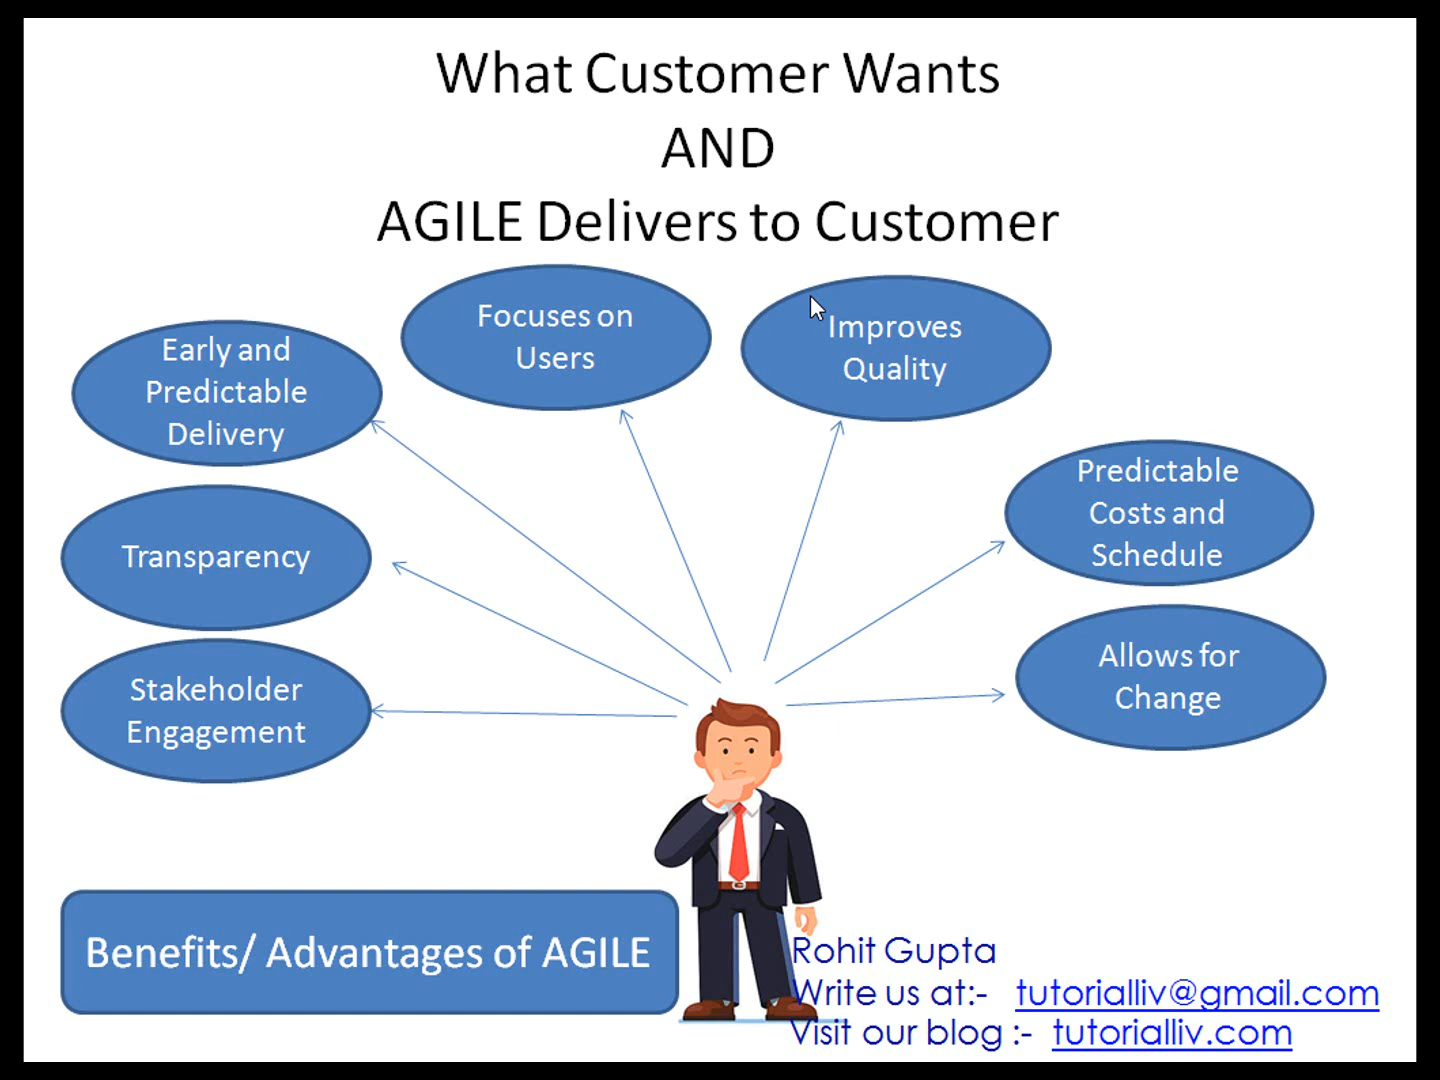 What Customer Wants
AND
AGILE Delivers to Customer
Focuses on
Users
Improves
Quality
Early and
Predictable
Delivery
Predictable
Costs and
Schedule
Transparency
Allows for
Change
Stakeholder
Engagement
Benefits/ Advantages of AGILE
Rohit Gupta
Write us at:- tutorialliv@gmail.com
Visit our blog :- tutorialliv.com